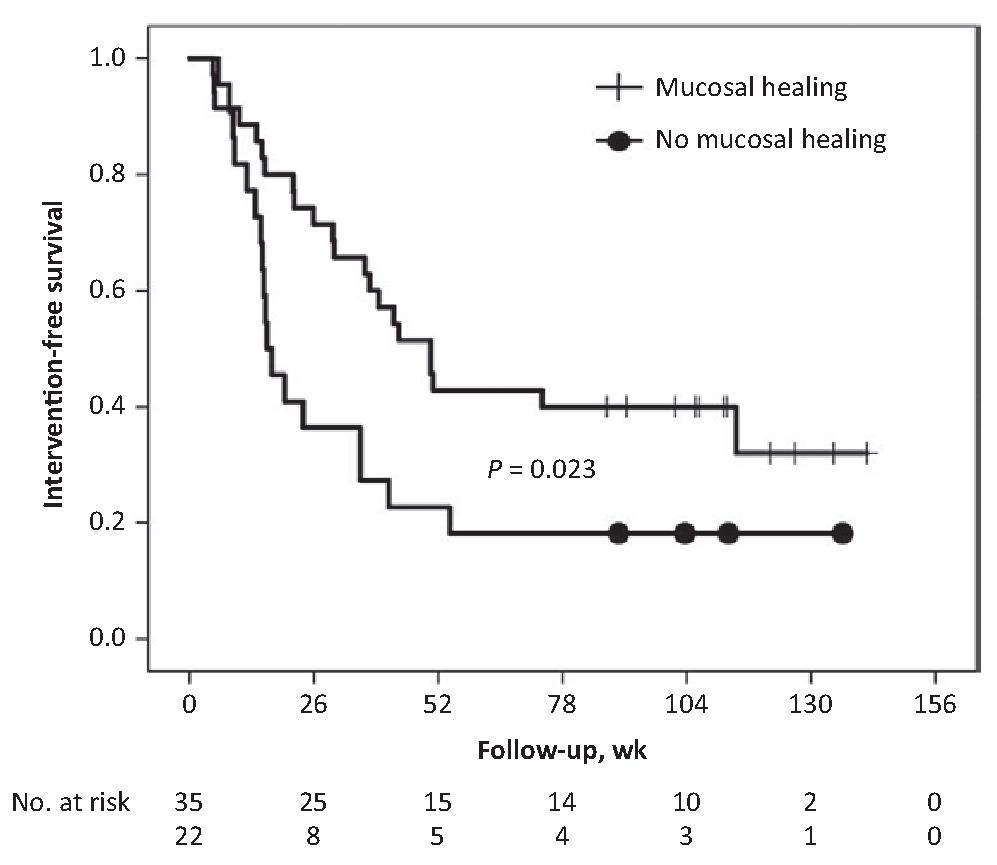 Mucosal healing
No mucosal healing
1.0
0.8
0.6
0.4
0.2
0.0
Intervention-free survival
P = 0.023
0 26 52 78 104 130 156
Follow-up, wk
No. at risk 35 25 15 14 10 2 0
22 8 5 4 3 1 0